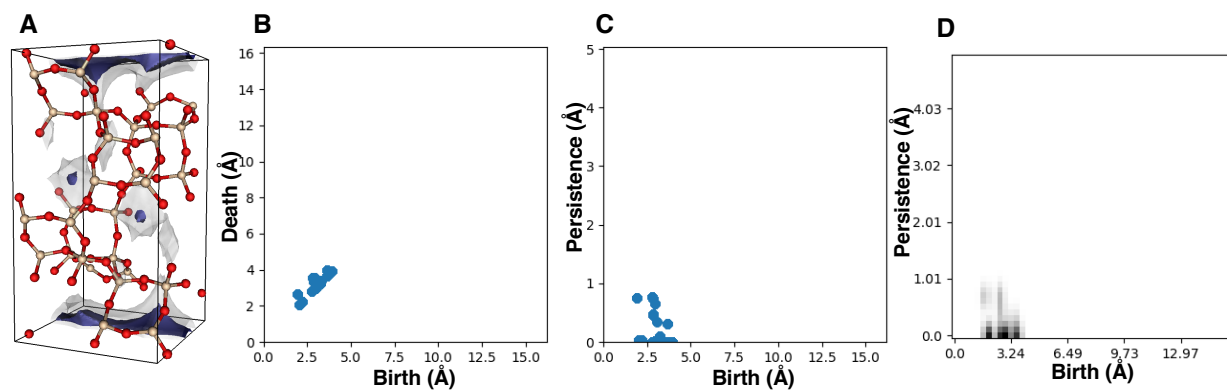 A
B
16
14
12
10
8
6
4
2
0
Death (Å)
0.0 2.5 5.0 7.5 10.0 12.5 15.0
Birth (Å)
C
5
4
3
2
1
0
Persistence (Å)
0.0 2.5 5.0 7.5 10.0 12.5 15.0
Birth (Å)
D
4.03
3.02
2.01
1.01
0.0
Persistence (Å)
0.0 3.24 6.49 9.73 12.97
Birth (Å)